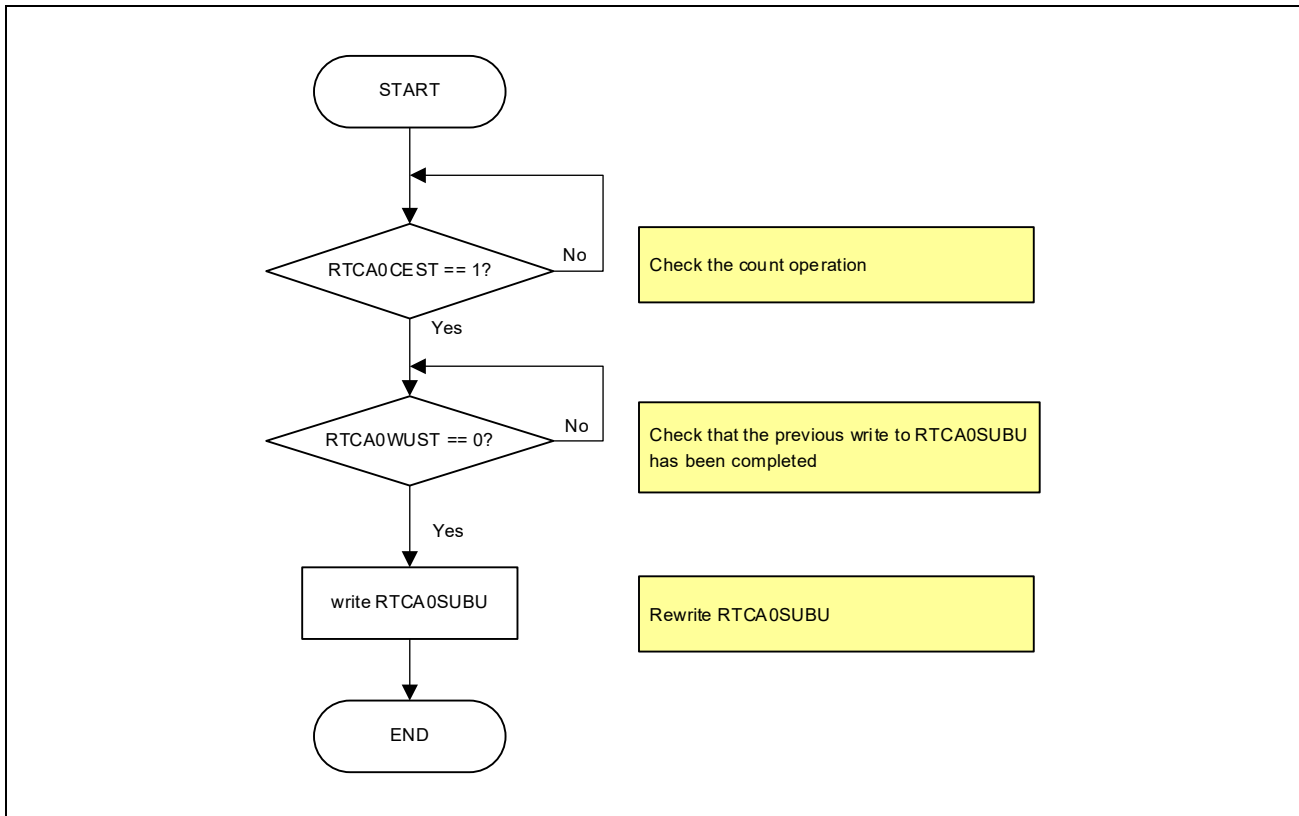 START
No
RTCA0CEST == 1?
Check the count operation
Yes
No
RTCA0WUST == 0?
Check that the previous write to RTCA0SUBU
has been completed
Yes
write RTCA0SUBU
Rewrite RTCA0SUBU
END